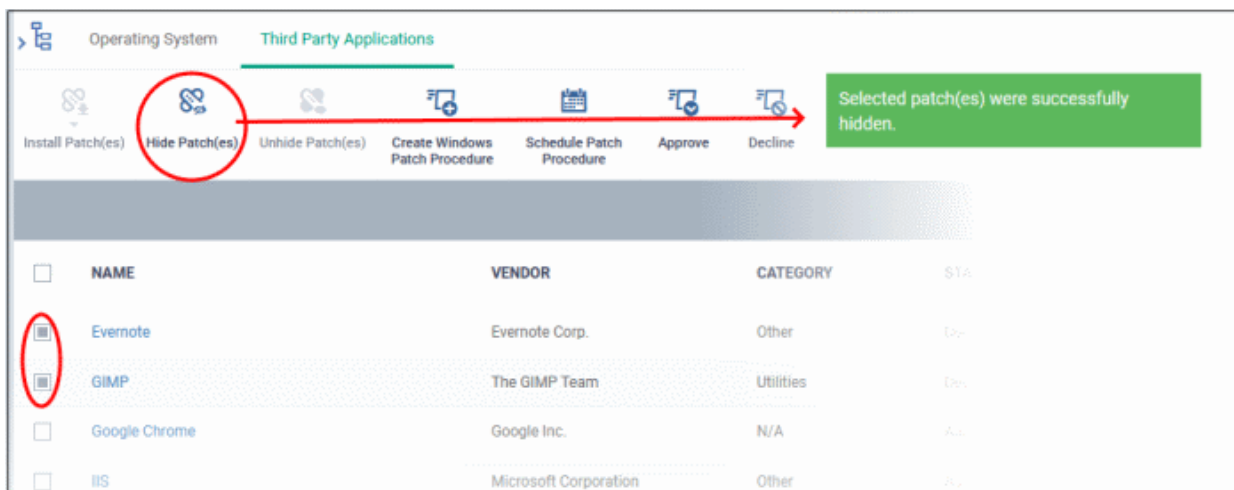 Operating System Third Party Applications
Selected patch(es) were successfully
hidden.
Install Patch(es) Hide Patch(es) Unhide Patch(es) Create Windows Schedule Patch Approve Decline
Patch Procedure Procedure
NAME VENDOR CATEGORY STA
Evernote Evernote Corp. Other
GIMP The GIMP Team Utilities
Google Chrome Google Inc. N/A
IIS Microsoft Corporation Other